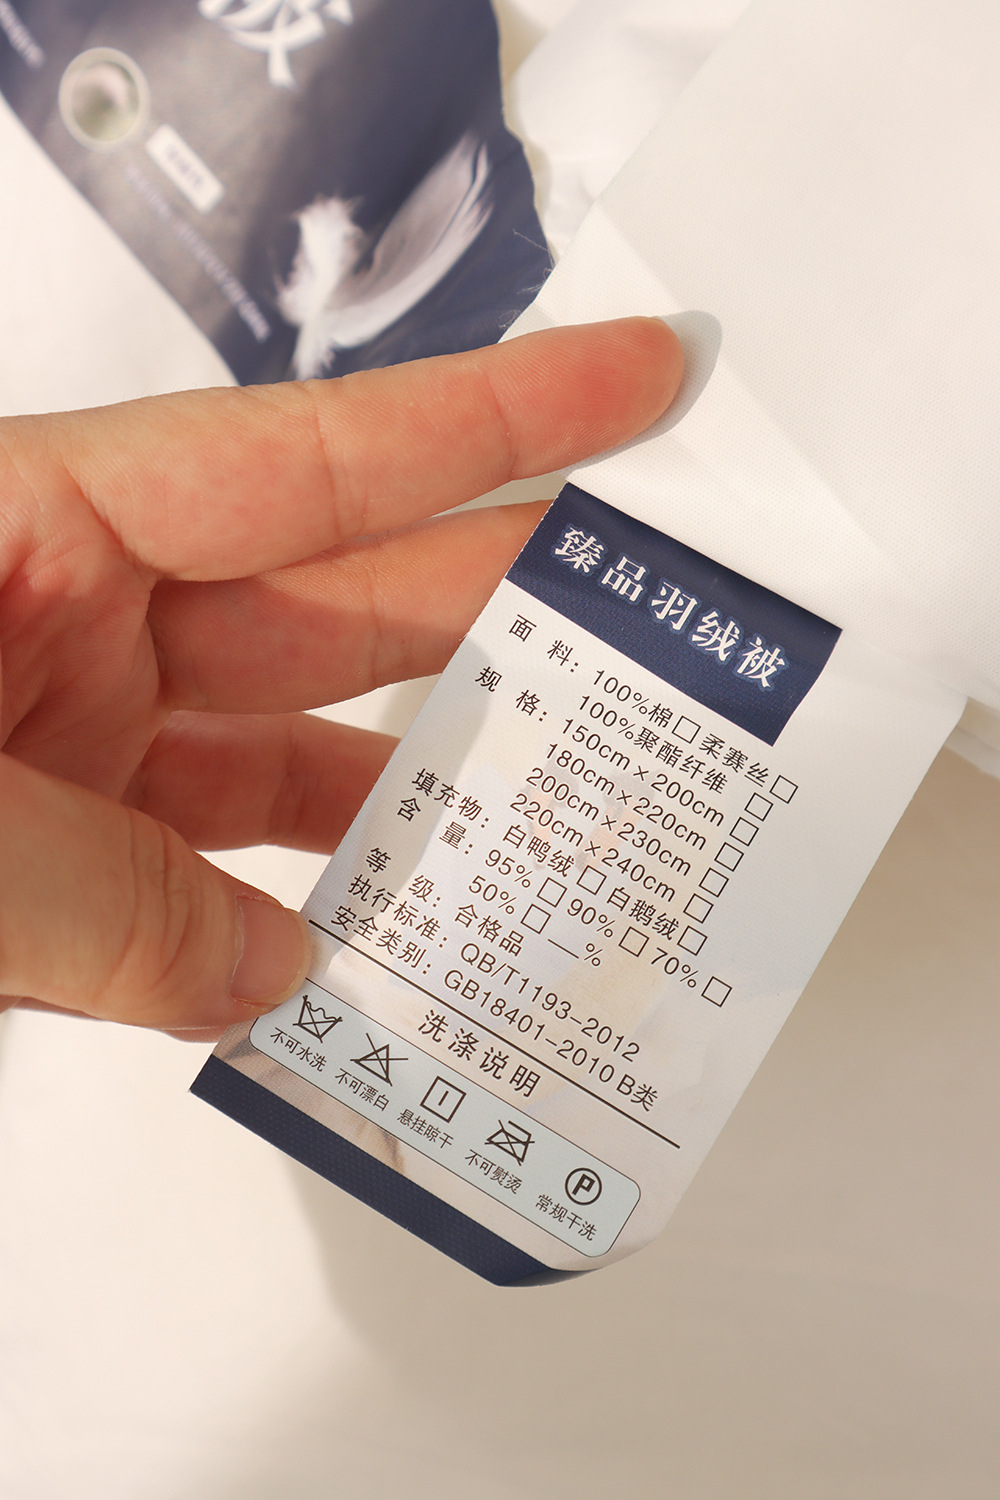 被
臻品羽绒被
面 料：100%棉□ 柔赛丝□
100%聚酯纤维 □
规 格：150cm×200cm □
180cm×220cm □
200cm×230cm □
220cm×240cm □
填充物：白鸭绒□ 白鹅绒□
含 量：95%□ 90%□ 70%□
50%□ __%
等 级：合格品
执行标准：QB/T1193-2012
安全类别：GB18401-2010 B类
洗涤说明
不可水洗 不可漂白 悬挂晾干 不可熨烫 常规干洗
P